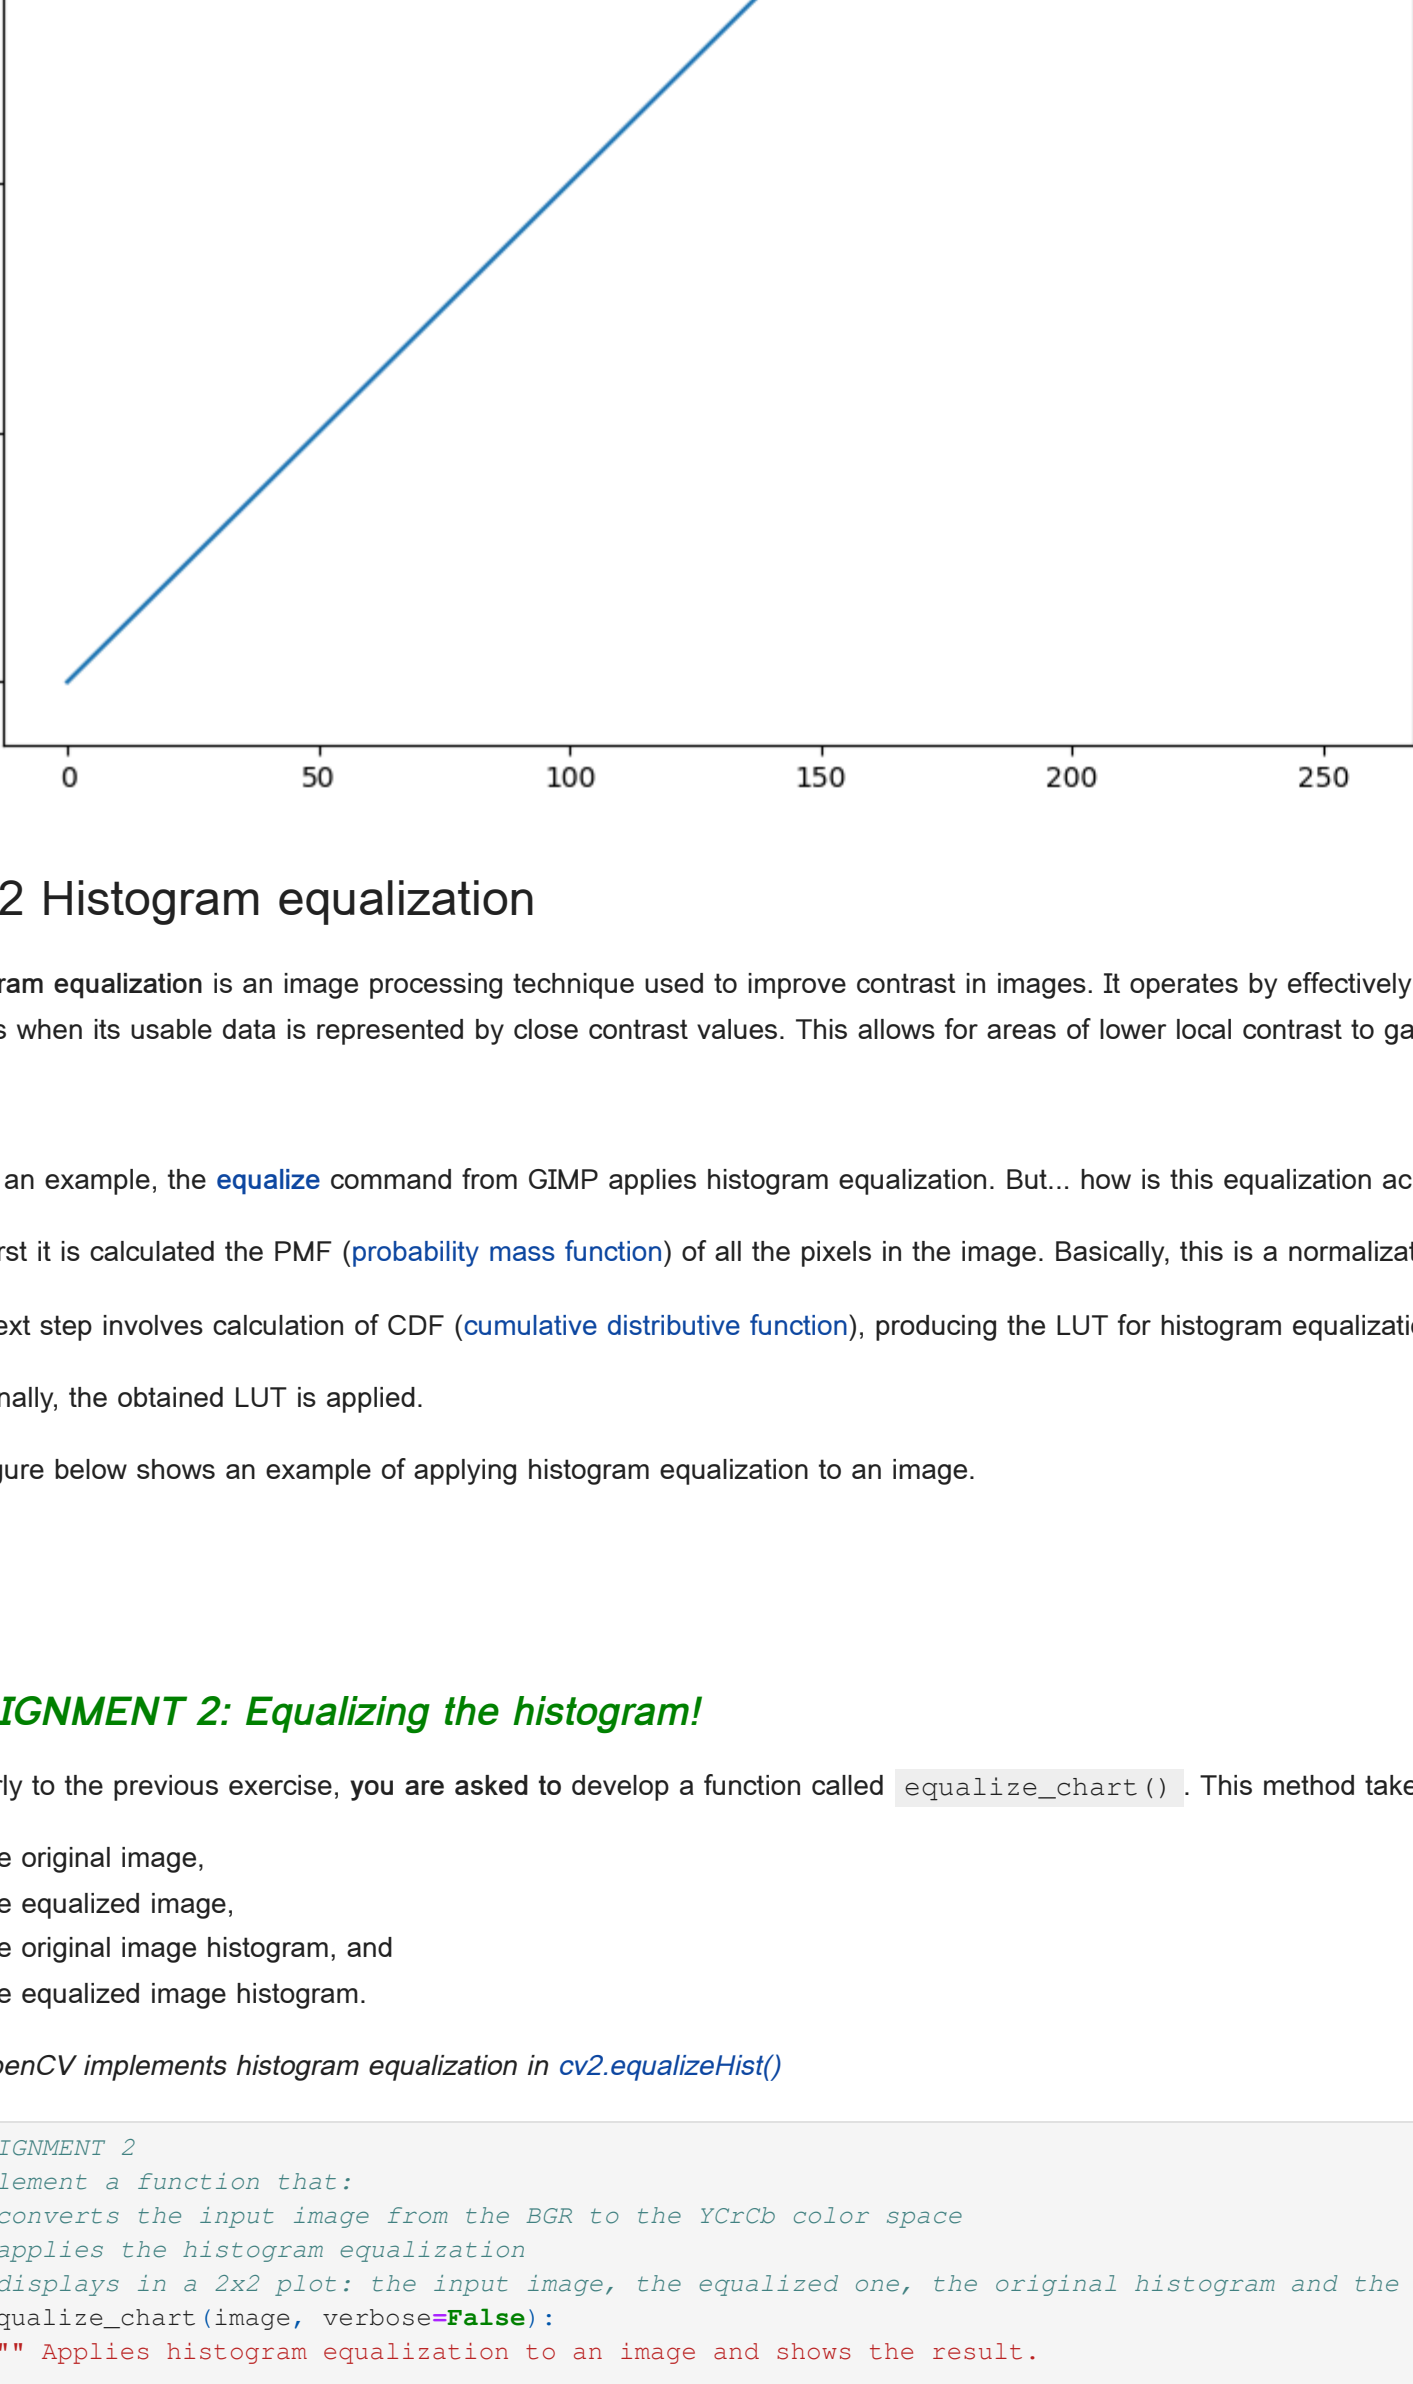 0 50 100 150 200 250
2 Histogram equalization
ram equalization is an image processing technique used to improve contrast in images. It operates by effectively
s when its usable data is represented by close contrast values. This allows for areas of lower local contrast to ga
an example, the equalize command from GIMP applies histogram equalization. But... how is this equalization ac
rst it is calculated the PMF (probability mass function) of all the pixels in the image. Basically, this is a normalizat
ext step involves calculation of CDF (cumulative distributive function), producing the LUT for histogram equalizati
nally, the obtained LUT is applied.
gure below shows an example of applying histogram equalization to an image.
IGNMENT 2: Equalizing the histogram!
rly to the previous exercise, you are asked to develop a function called equalize_chart() . This method take
e original image,
e equalized image,
e original image histogram, and
e equalized image histogram.
penCV implements histogram equalization in cv2.equalizeHist()
IGNMENT 2
lement a function that:
converts the input image from the BGR to the YCrCb color space
applies the histogram equalization
displays in a 2x2 plot: the input image, the equalized one, the original histogram and the
qualize_chart(image, verbose=False):
"" Applies histogram equalization to an image and shows the result.